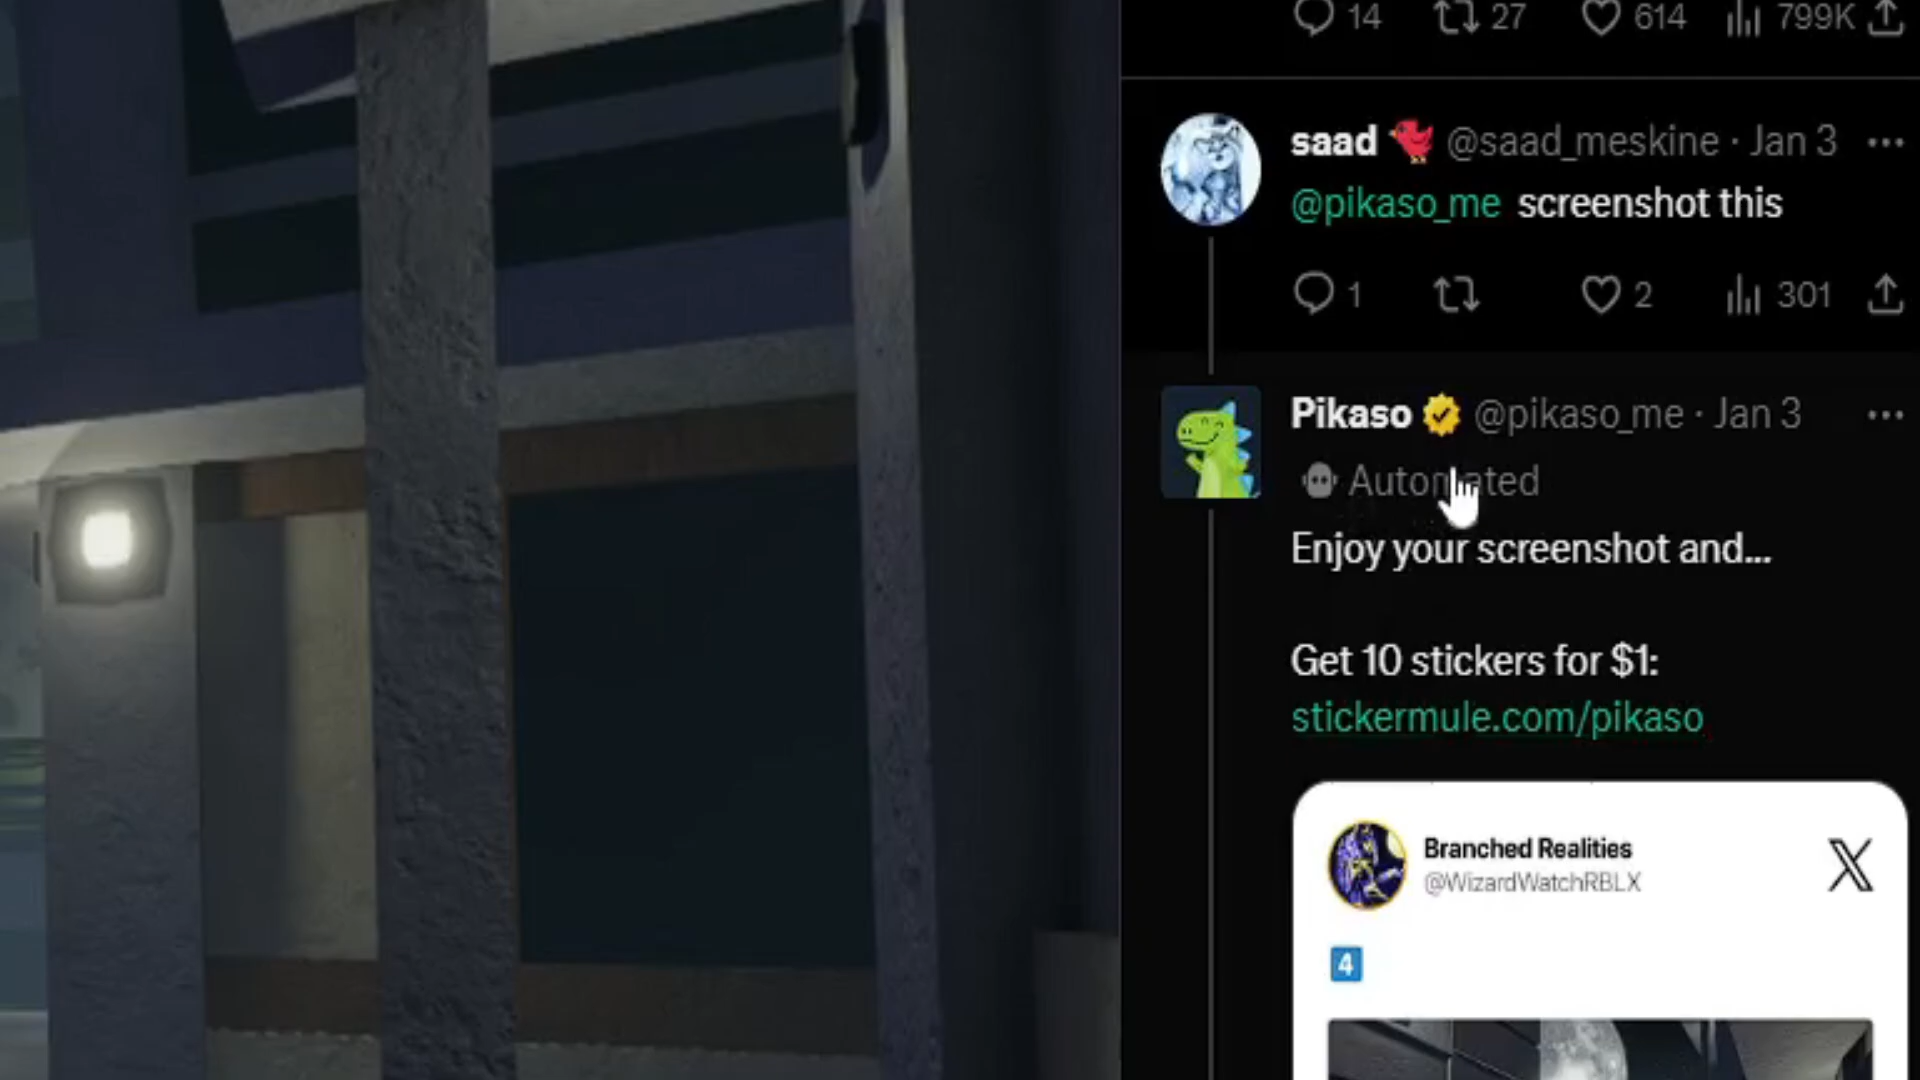 14 27 614 799K
saad @saad_meskine · Jan 3
@pikaso_me screenshot this
1 2 301
Pikaso @pikaso_me · Jan 3
Automated
Enjoy your screenshot and...
Get 10 stickers for $1:
stickermule.com/pikaso
Branched Realities
@WizardWatchRBLX
4